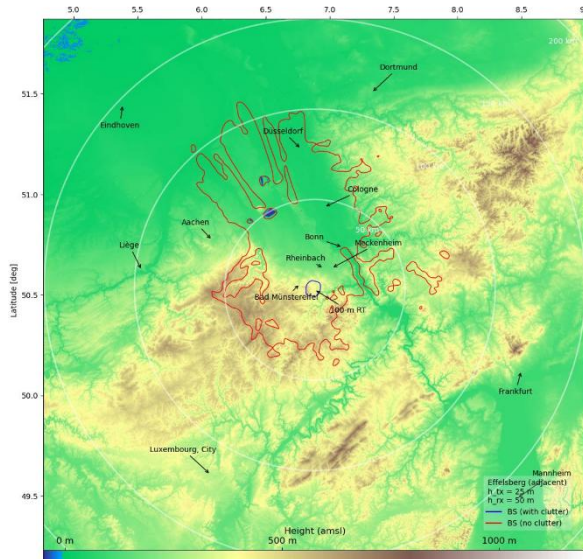 5.0
5.5
6.0
6.5
7.0
7.5
8.0
8.5
200 km
Dortmund
51.5
Eindhoven
Dusseldorf
51.0
Cologne
Aachen
50 km
Bonn
Meckenheim
Liège
Rheinbach
Latitude [deg]
50.5
Bad Münstereifel
100-m RT
50.0
Frankfurt
Luxembourg, City
Mannheim
49.5
Effelsberg (adjacent)
h_tx = 25 m
h_rx = 50 m
BS (with clutter)
BS (no clutter)
Height (amsl)
0 m
500 m
1000 m